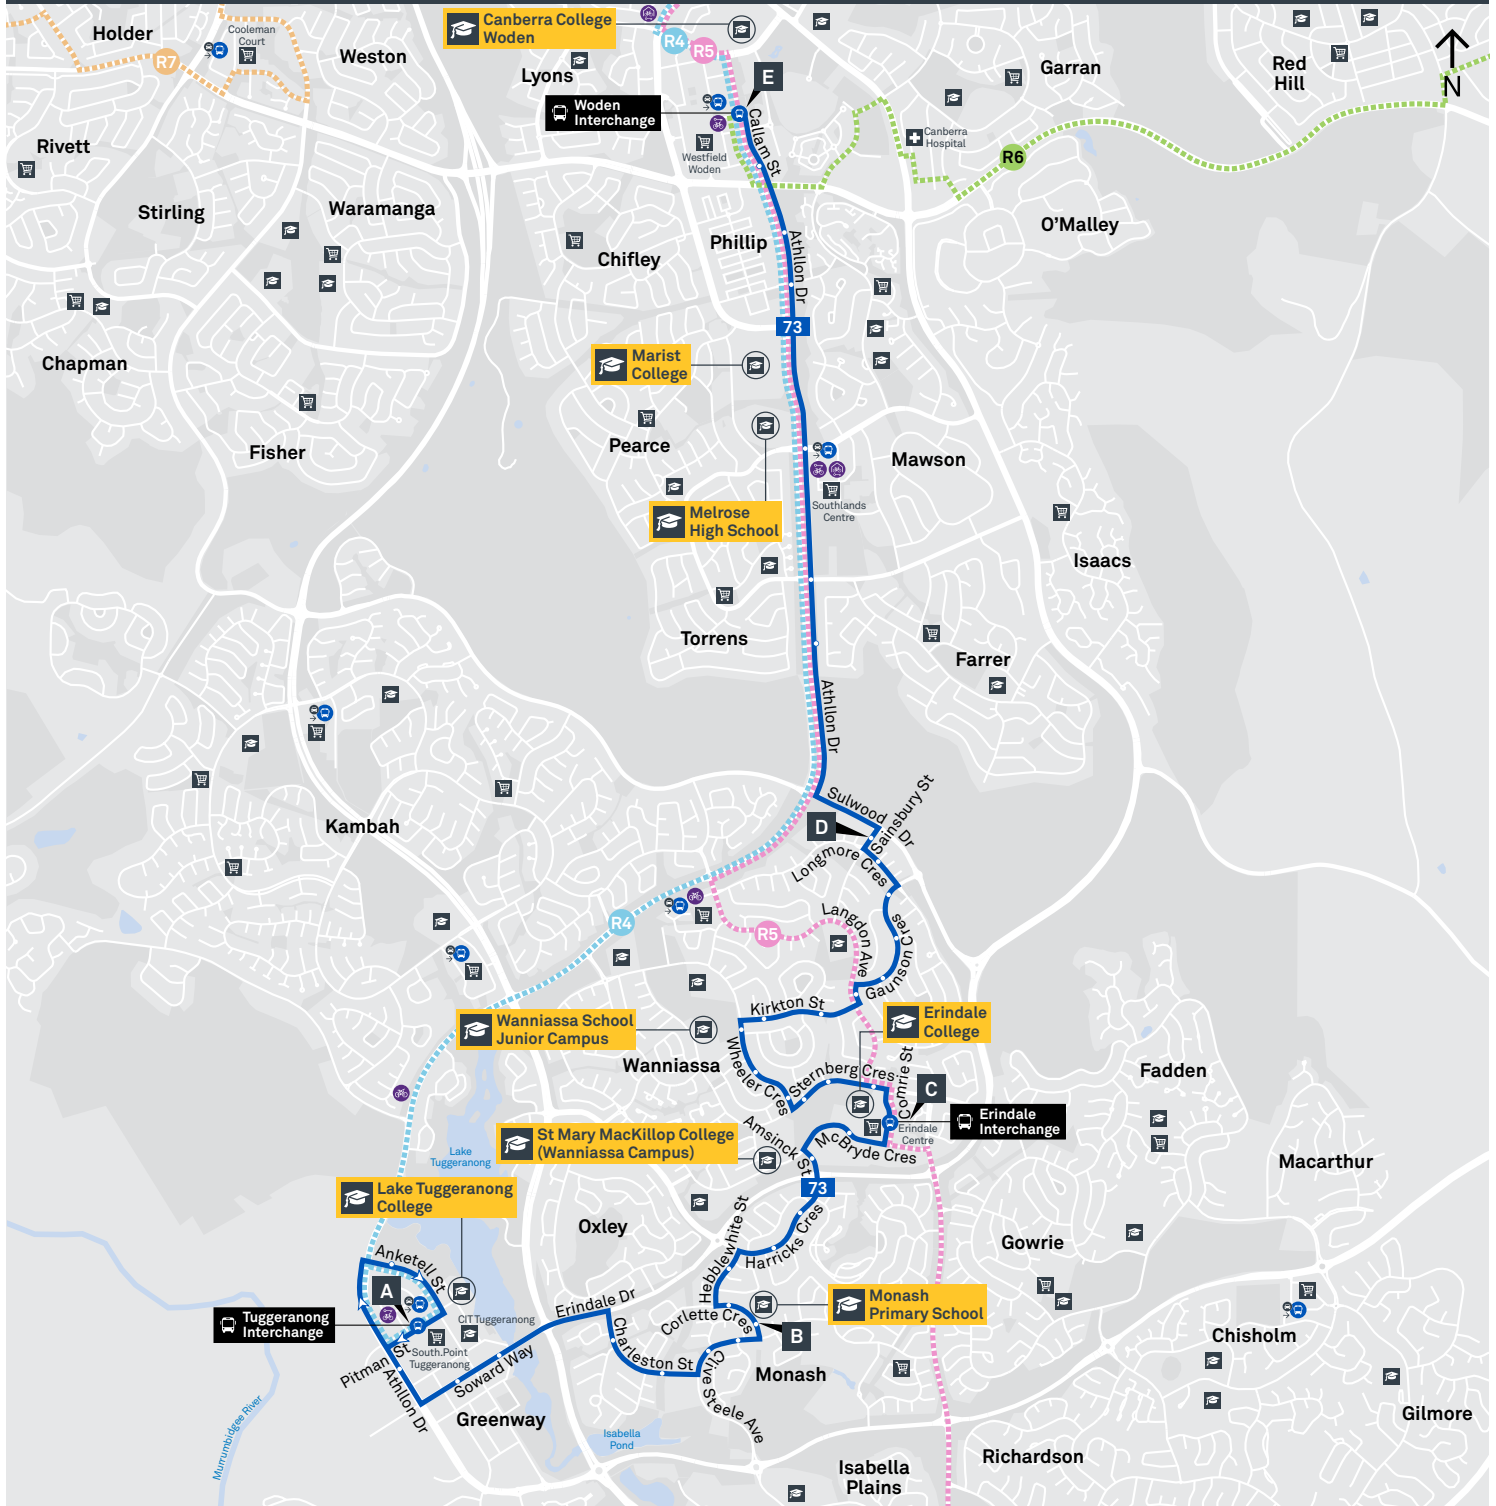 Holder
Cooleman
Court
R7
Weston
Canberra College
Woden
R4
R5
Lyons
E
Garran
Red
Hill
N
Woden
Interchange
Callam St
Westfield
Woden
Canberra
Hospital
R6
Rivett
Stirling
Waramanga
O'Malley
Phillip
Chifley
Athllon Dr
73
Marist
College
Chapman
Pearce
Fisher
Mawson
Southlands
Centre
Melrose
High School
Isaacs
Torrens
Farrer
Athllon Dr
Sulwood Dr
Sainsbury St
D
Kambah
Longmore Cres
R4
R5
Langdon Ave
Gaunson Cres
Kirkton St
Erindale
College
Wanniassa School
Junior Campus
Wanniassa
Wheeler Cres
Sternberg Cres
Comrie St
C
Fadden
Erindale
Interchange
Erindale
Centre
Amsinck St
McBryde Cres
St Mary MacKillop College
(Wanniassa Campus)
Lake
Tuggeranong
Macarthur
73
Lake Tuggeranong
College
Oxley
Hebblewhite St
Harricks Cres
Gowrie
Anketell St
A
Monash
Primary School
Erindale Dr
Corlette Cres
Tuggeranong
Interchange
CIT Tuggeranong
South.Point
Tuggeranong
B
Chisholm
Pitman St
Charleston St
Clive Steele Ave
Monash
Soward Way
Athllon Dr
Greenway
Gilmore
Murrumbidgee River
Isabella
Pond
Richardson
Isabella
Plains